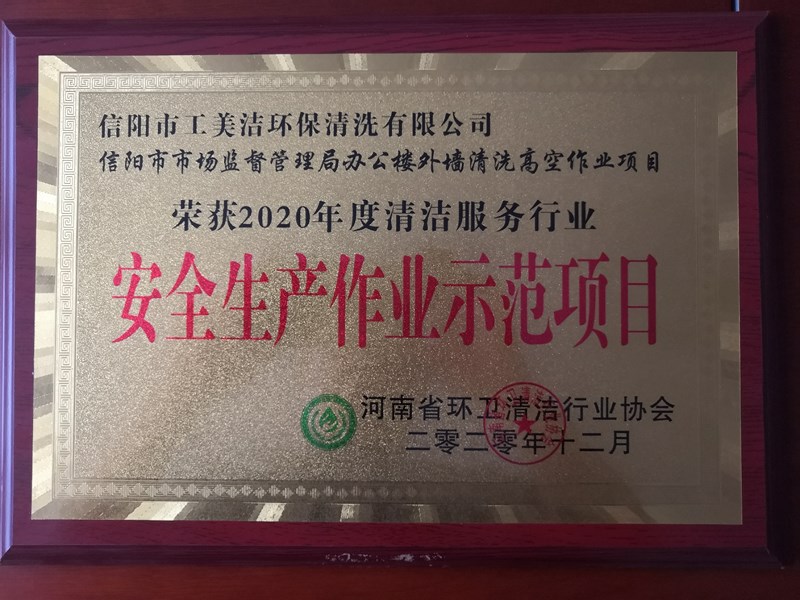 信阳市工美洁环保清洗有限公司
信阳市市场监督管理局办公楼外墙清洗高空作业项目
荣获2020年度清洁服务行业
安全生产作业示范项目
河南省环卫清洁行业协会
二零二零年十二月